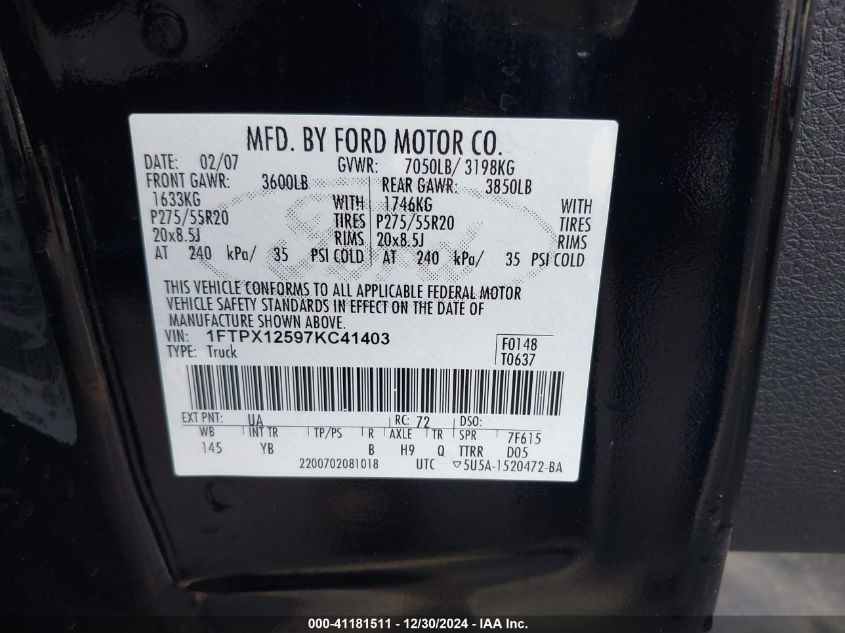 MFD. BY FORD MOTOR CO.
DATE: 02/07 GVWR: 7050LB/ 3198KG
FRONT GAWR: 3600LB REAR GAWR: 3850LB
1633KG WITH 1746KG WITH
P275/55R20 TIRES P275/55R20 TIRES
20x8.5J RIMS 20x8.5J RIMS
AT 240 kPa/ 35 PSI COLD AT 240 kPa/ 35 PSI COLD
THIS VEHICLE CONFORMS TO ALL APPLICABLE FEDERAL MOTOR
VEHICLE SAFETY STANDARDS IN EFFECT ON THE DATE OF
MANUFACTURE SHOWN ABOVE.
VIN: 1FTPX12597KC41403
TYPE: Truck
F0148
T0637
EXT PNT: UA RC: 72 DSO:
WB INT TR TP/PS R AXLE TR SPR 7F615
145 YB B H9 Q TTRR D05
2200702081018 UTC ▽5U5A-1520472-BA
000-41181511 - 12/30/2024 - IAA Inc.